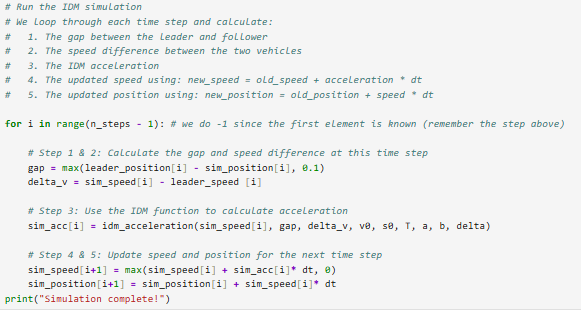 # Run the IDM simulation
# We loop through each time step and calculate:
#   1. The gap between the leader and follower
#   2. The speed difference between the two vehicles
#   3. The IDM acceleration
#   4. The updated speed using: new_speed = old_speed + acceleration * dt
#   5. The updated position using: new_position = old_position + speed * dt
for i in range(n_steps - 1): # we do -1 since the first element is known (remember the step above)
    # Step 1 & 2: Calculate the gap and speed difference at this time step
    gap = max(leader_position[i] - sim_position[i], 0.1)
    delta_v = sim_speed[i] - leader_speed [i]
    # Step 3: Use the IDM function to calculate acceleration
    sim_acc[i] = idm_acceleration(sim_speed[i], gap, delta_v, v0, s0, T, a, b, delta)
    # Step 4 & 5: Update speed and position for the next time step
    sim_speed[i+1] = max(sim_speed[i] + sim_acc[i]* dt, 0)
    sim_position[i+1] = sim_position[i] + sim_speed[i]* dt
print("Simulation complete!")